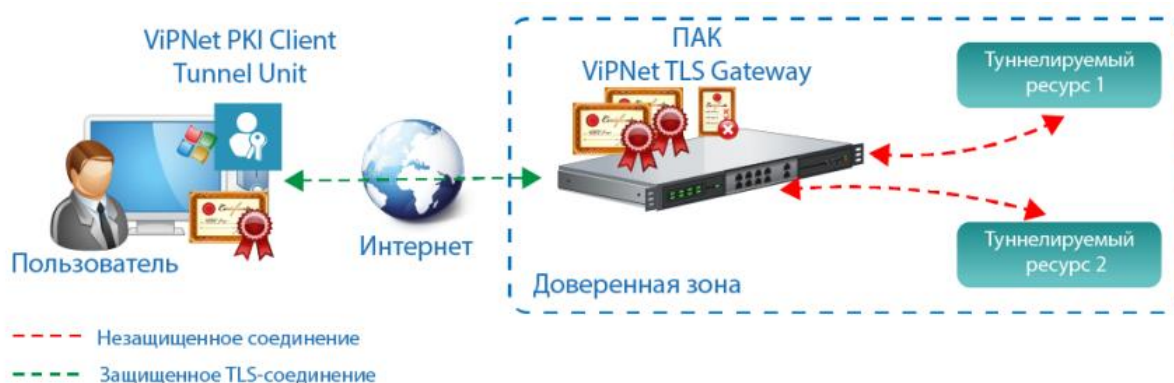 ViPNet PKI Client
Tunnel Unit
ПАК
ViPNet TLS Gateway
Туннелируемый
ресурс 1
Туннелируемый
ресурс 2
Пользователь
Интернет
Доверенная зона
Незащищенное соединение
Защищенное TLS-соединение